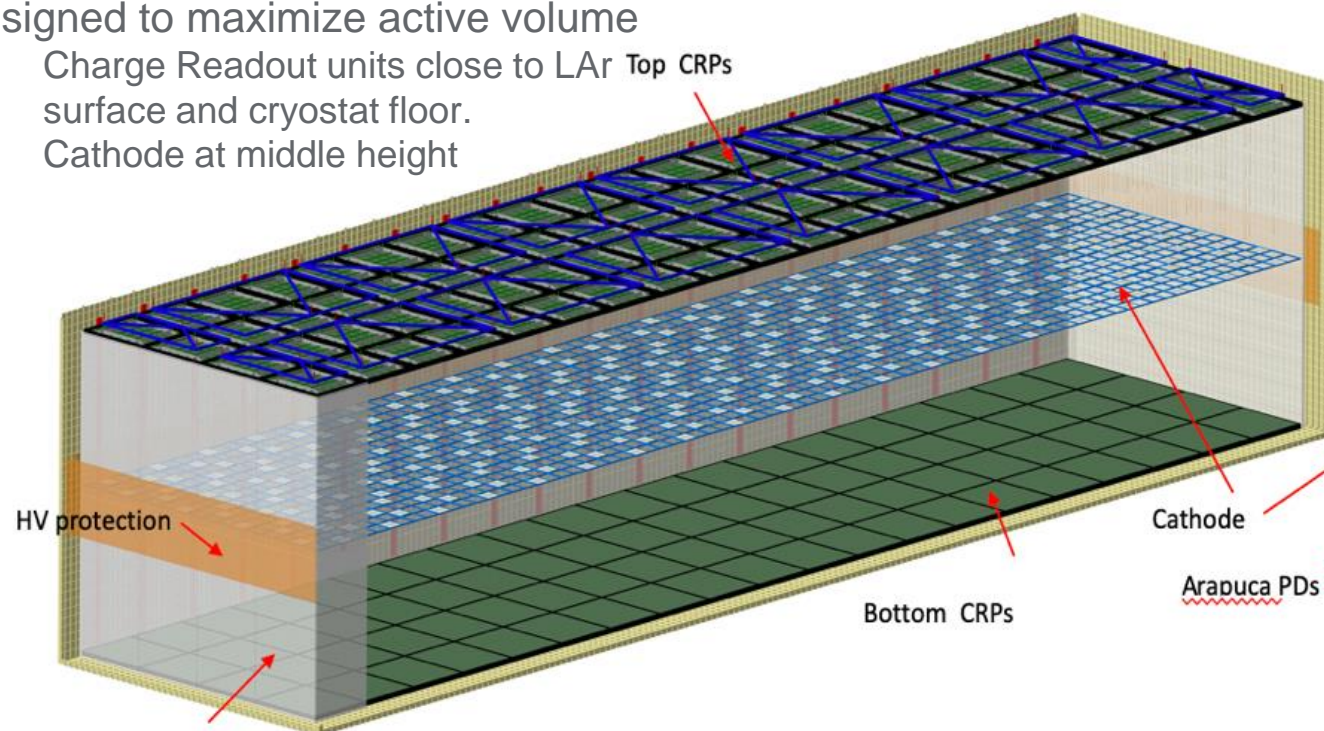 signed to maximize active volume
Charge Readout units close to LAr
surface and cryostat floor.
Cathode at middle height
Top CRPs
HV protection
Cathode
Arapuca PDs
Bottom CRPs